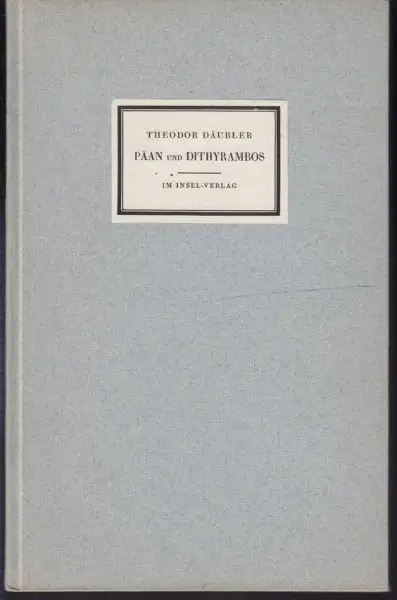 THEODOR DÄUBLER
PÄAN UND DITHYRAMBOS
IM INSEL-VERLAG